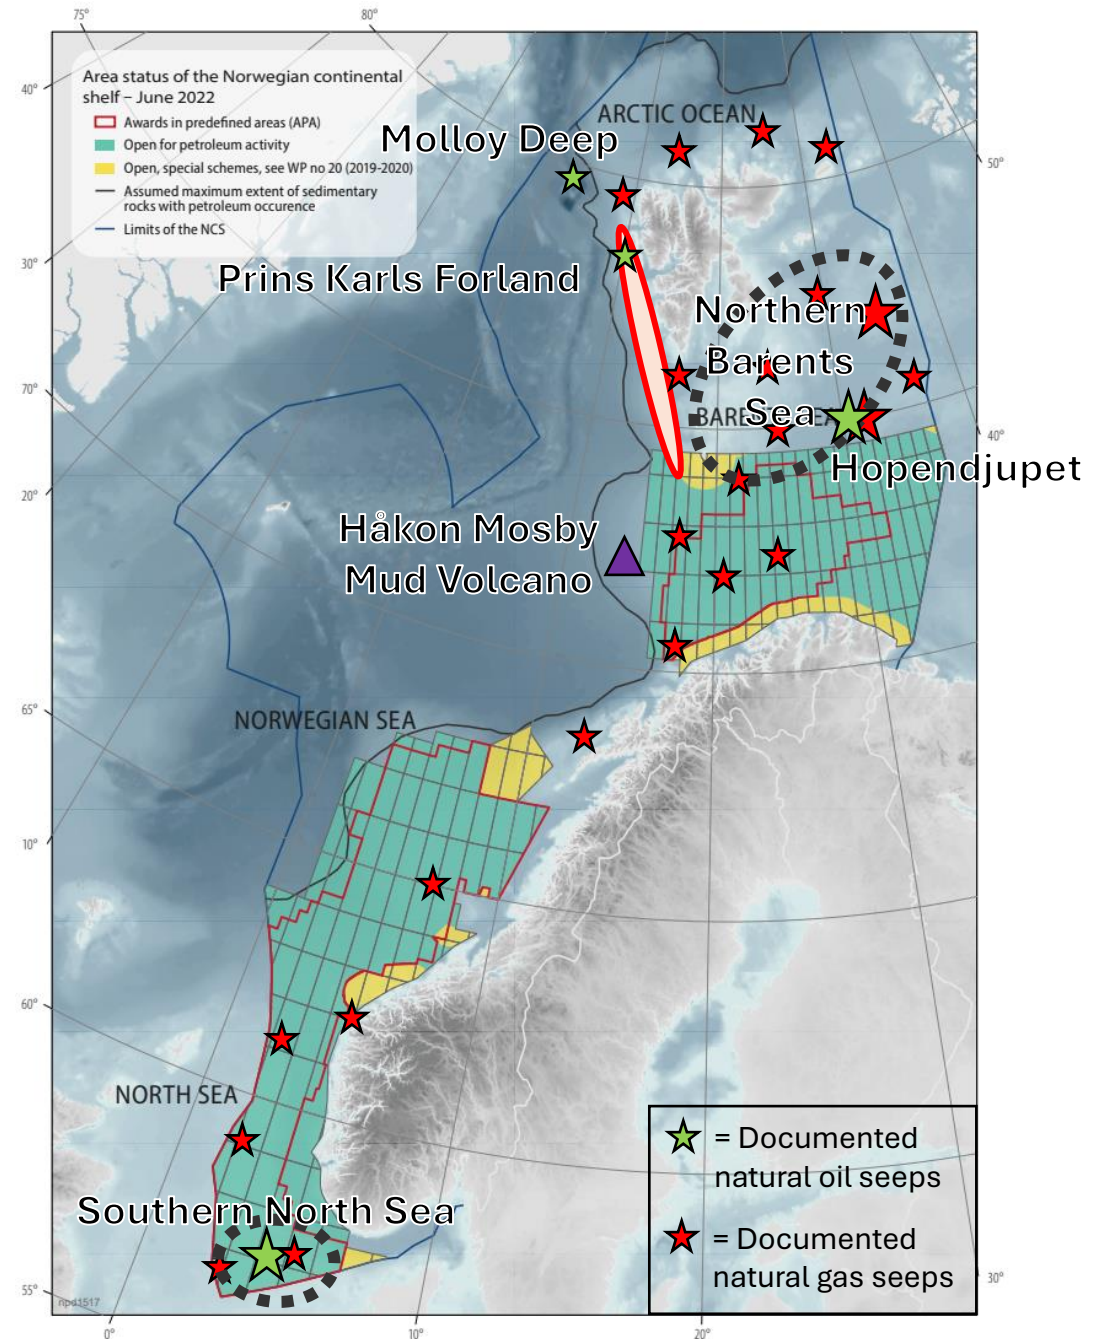 75°
80°
Area status of the Norwegian continental
shelf – June 2022
Awards in predefined areas (APA)
Open for petroleum activity
Open, special schemes, see WP no 20 (2019-2020)
Assumed maximum extent of sedimentary
rocks with petroleum occurence
Limits of the NCS
40°
ARCTIC OCEAN
Molloy Deep
50°
30°
Prins Karls Forland
Northern
Barents
Sea
70°
40°
Hopendjupet
20°
Håkon Mosby
Mud Volcano
65°
NORWEGIAN SEA
10°
60°
NORTH SEA
= Documented
natural oil seeps
Southern North Sea
= Documented
natural gas seeps
55°
npd1517
30°
0°
10°
20°